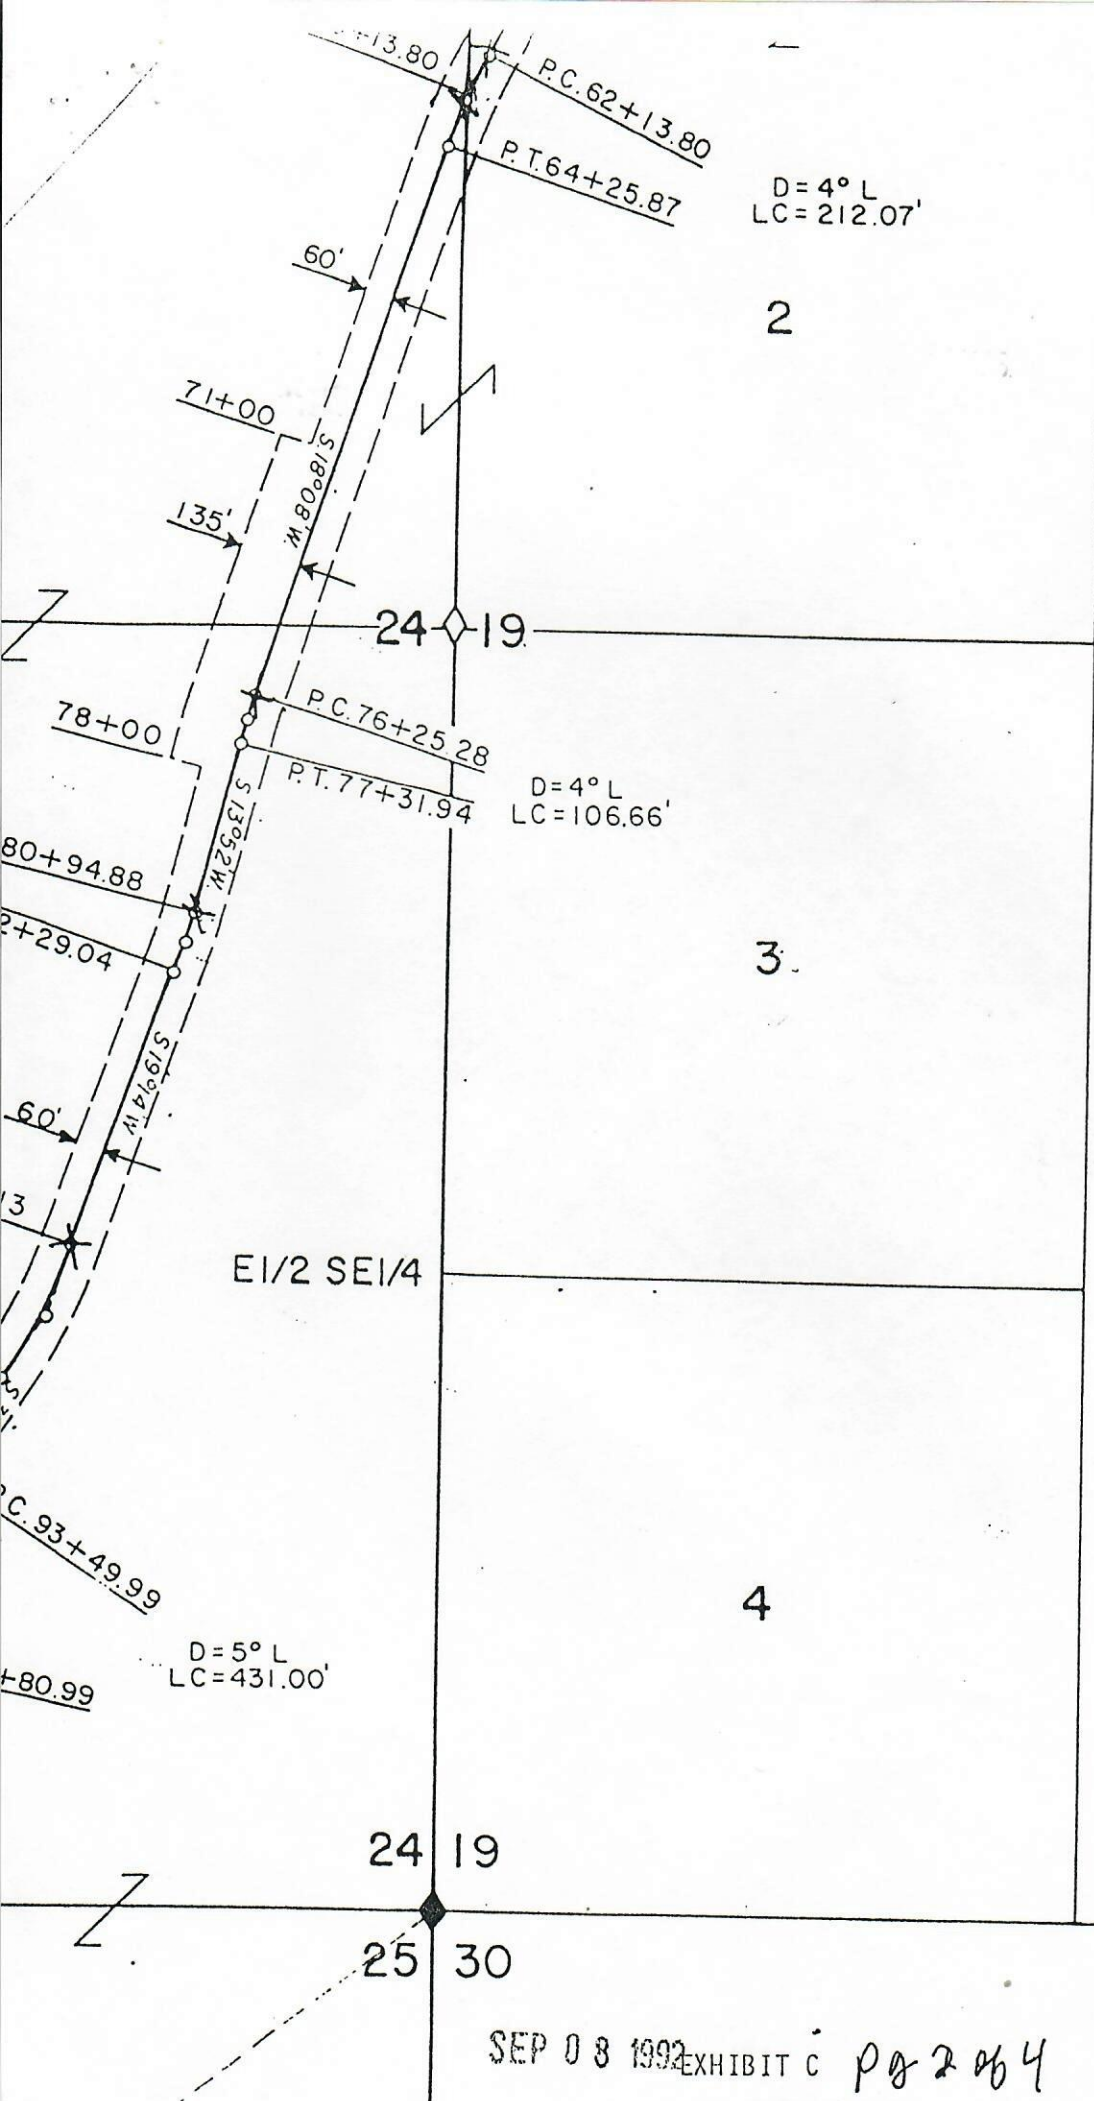 +13.80
P.C. 62+13.80
P.T. 64+25.87
D=4° L
LC=212.07'
60'
2
71+00
S.18°08'W.
135'
24 19
P.C. 76+25.28
78+00
P.T. 77+31.94
D=4° L
LC=106.66'
S 13°52'W.
80+94.88
2+29.04
3
S19°14'W
60'
13
E1/2 SE1/4
S
W.
P.C. 93+49.99
4
D=5° L
LC=431.00'
+80.99
24 19
25 30
SEP 08 1992 EXHIBIT C pg 2 of 4